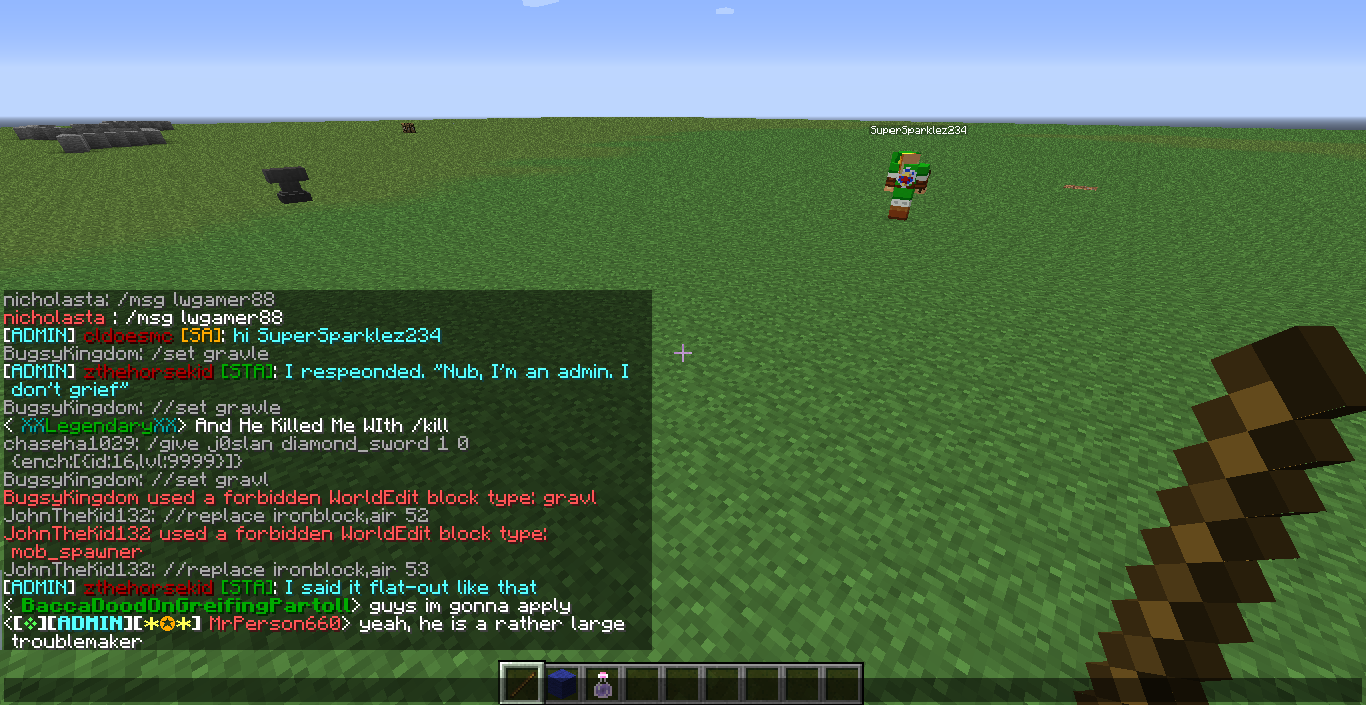 SuperSparklez234
nicholasta: /msg lwgamer88
nicholasta : /msg lwgamer88
[ADMIN] cldoesmc [SA]: hi SuperSparklez234
BugsyKingdom: /set gravle
[ADMIN] zthehorsekid [STA]: I respeonded. "Nub, I'm an admin. I
don't grief"
BugsyKingdom: //set gravle
< XXLegendaryXX> And He Killed Me WIth /kill
chaseha1029: /give j0slan diamond_sword 1 0
{ench:[{id:16,lvl:9999}]}
BugsyKingdom: //set gravl
BugsyKingdom used a forbidden WorldEdit block type: gravl
JohnTheKid132: //replace ironblock,air 52
JohnTheKid132 used a forbidden WorldEdit block type:
mob_spawner
JohnTheKid132: //replace ironblock,air 53
[ADMIN] zthehorsekid [STA]: I said it flat-out like that
< BaccaDoodOnGreifingPartoll> guys im gonna apply
<[❖][ADMIN][*✪*] MrPerson660> yeah, he is a rather large
troublemaker